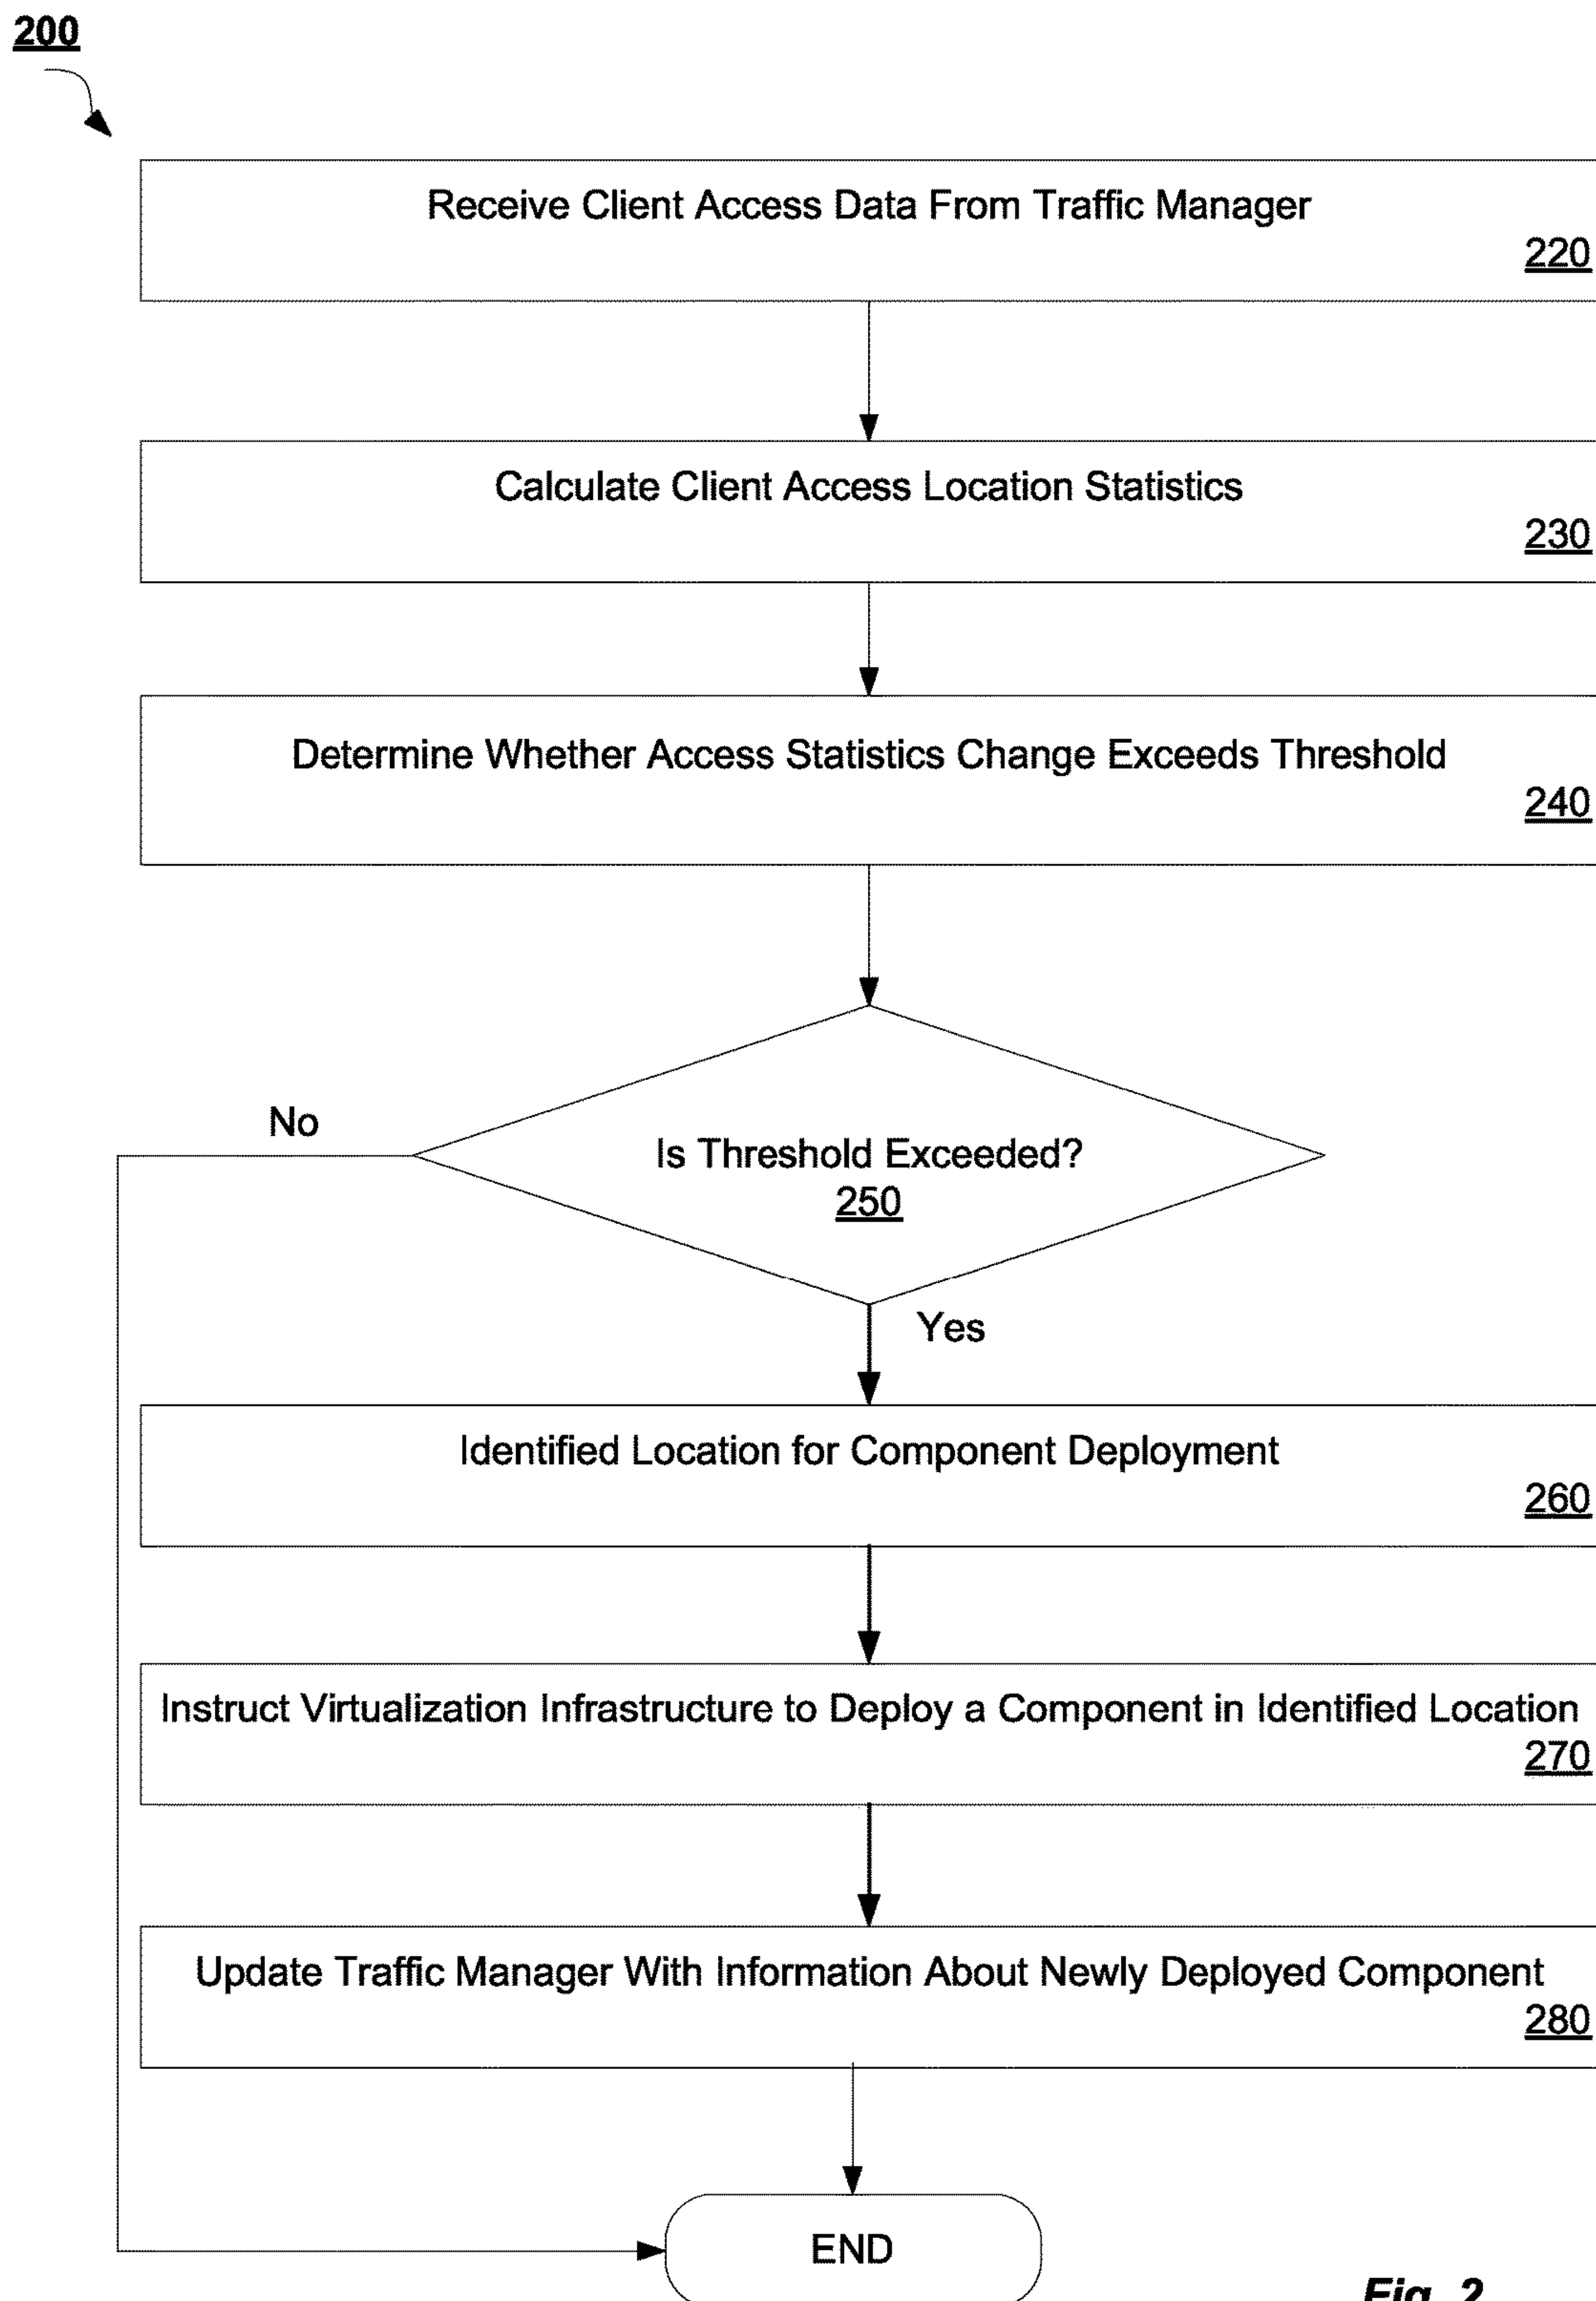 200
Receive Client Access Data From Traffic Manager
220
Calculate Client Access Location Statistics
230
Determine Whether Access Statistics Change Exceeds Threshold
240
No
Is Threshold Exceeded?
250
Yes
Identified Location for Component Deployment
260
Instruct Virtualization Infrastructure to Deploy a Component in Identified Location
270
Update Traffic Manager With Information About Newly Deployed Component
280
END
Fig. 2